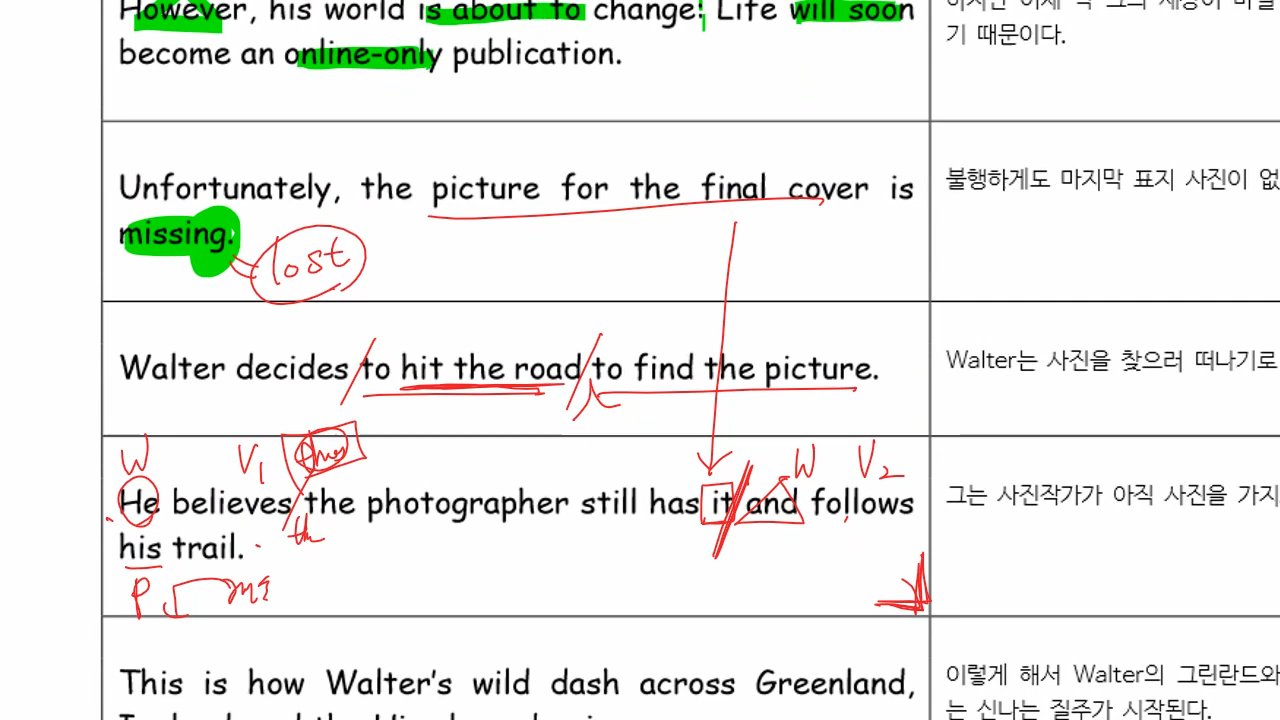 However, his world is about to change! Life will soon
become an online-only publication.
기 때문이다.
Unfortunately, the picture for the final cover is
missing.
lost
불행하게도 마지막 표지 사진이 없
Walter decides to hit the road to find the picture.
Walter는 사진을 찾으러 떠나기로
W
V1
W
V2
He believes the photographer still has it and follows
his trail.
th
P
그는 사진작가가 아직 사진을 가지
This is how Walter's wild dash across Greenland,
이렇게 해서 Walter의 그린란드와
는 신나는 질주가 시작된다.